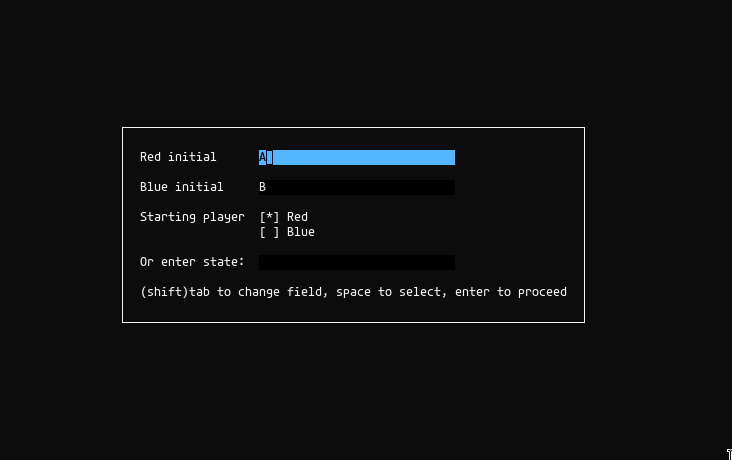 Red initial A
Blue initial B
Starting player [*] Red
[ ] Blue
Or enter state:
(shift)tab to change field, space to select, enter to proceed